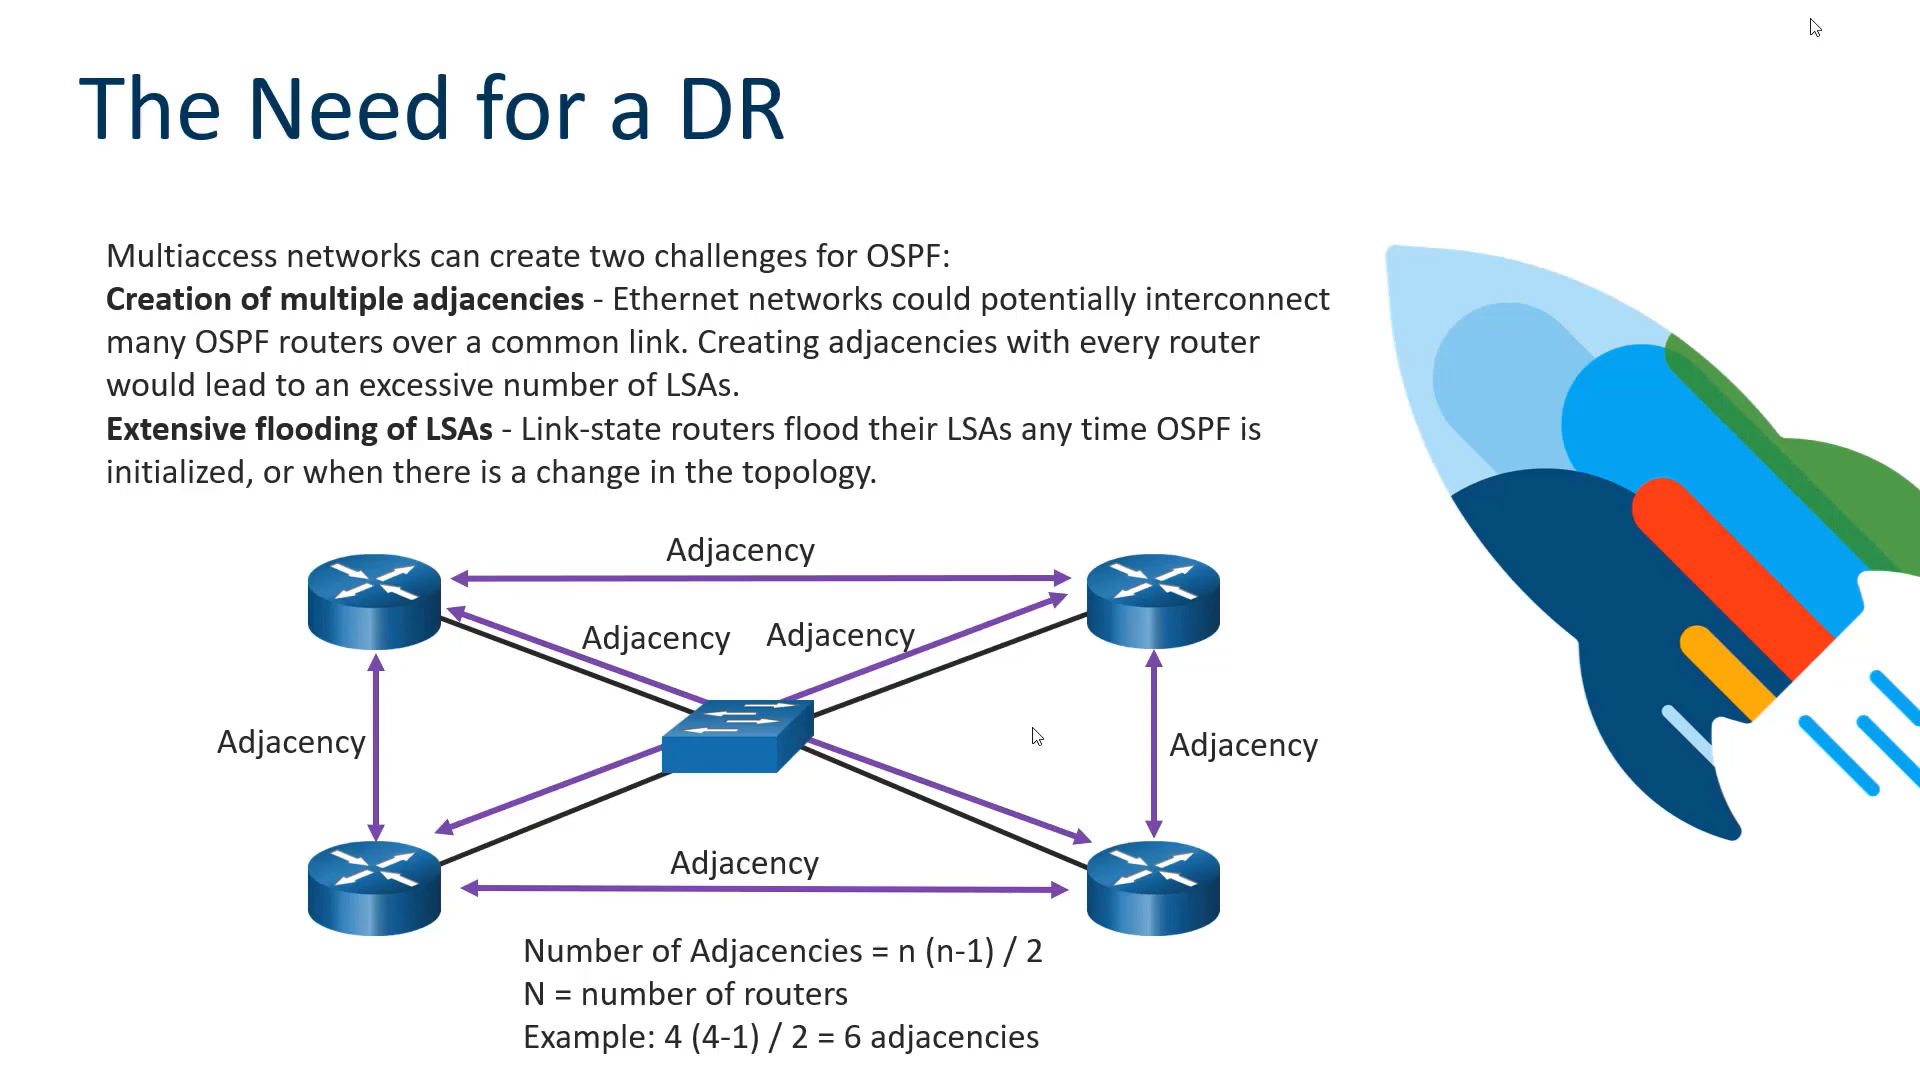 The Need for a DR
Multiaccess networks can create two challenges for OSPF:
Creation of multiple adjacencies - Ethernet networks could potentially interconnect
many OSPF routers over a common link. Creating adjacencies with every router
would lead to an excessive number of LSAs.
Extensive flooding of LSAs - Link-state routers flood their LSAs any time OSPF is
initialized, or when there is a change in the topology.
Adjacency
Adjacency
Adjacency
Adjacency
Adjacency
Adjacency
Number of Adjacencies = n (n-1) / 2
N = number of routers
Example: 4 (4-1) / 2 = 6 adjacencies